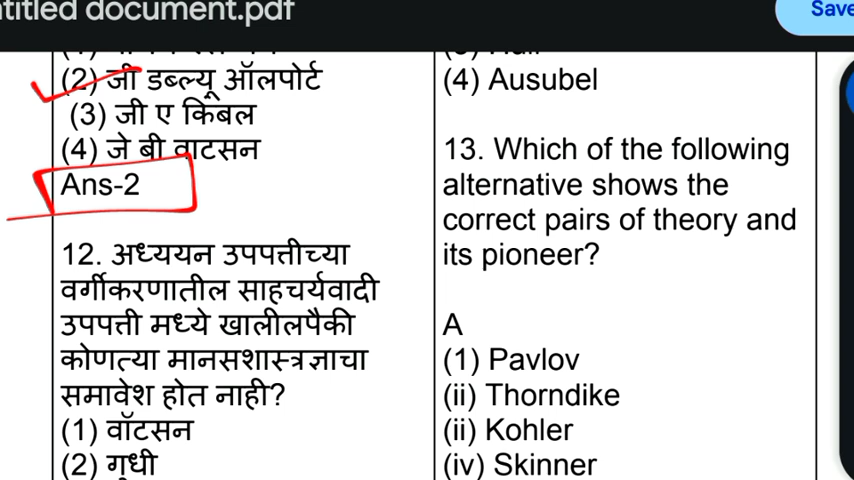 ntitled document.pdf
Save
(2) जी डब्ल्यू ऑलपोर्ट
(3) जी ए किंबल
(4) जे बी वाटसन
Ans-2
12. अध्ययन उपपत्तीच्या
वर्गीकरणातील साहचर्यवादी
उपपत्ती मध्ये खालीलपैकी
कोणत्या मानसशास्त्रज्ञाचा
समावेश होत नाही?
(1) वॉटसन
(2) गुथी
(4) Ausubel
13. Which of the following
alternative shows the
correct pairs of theory and
its pioneer?
A
(1) Pavlov
(ii) Thorndike
(ii) Kohler
(iv) Skinner